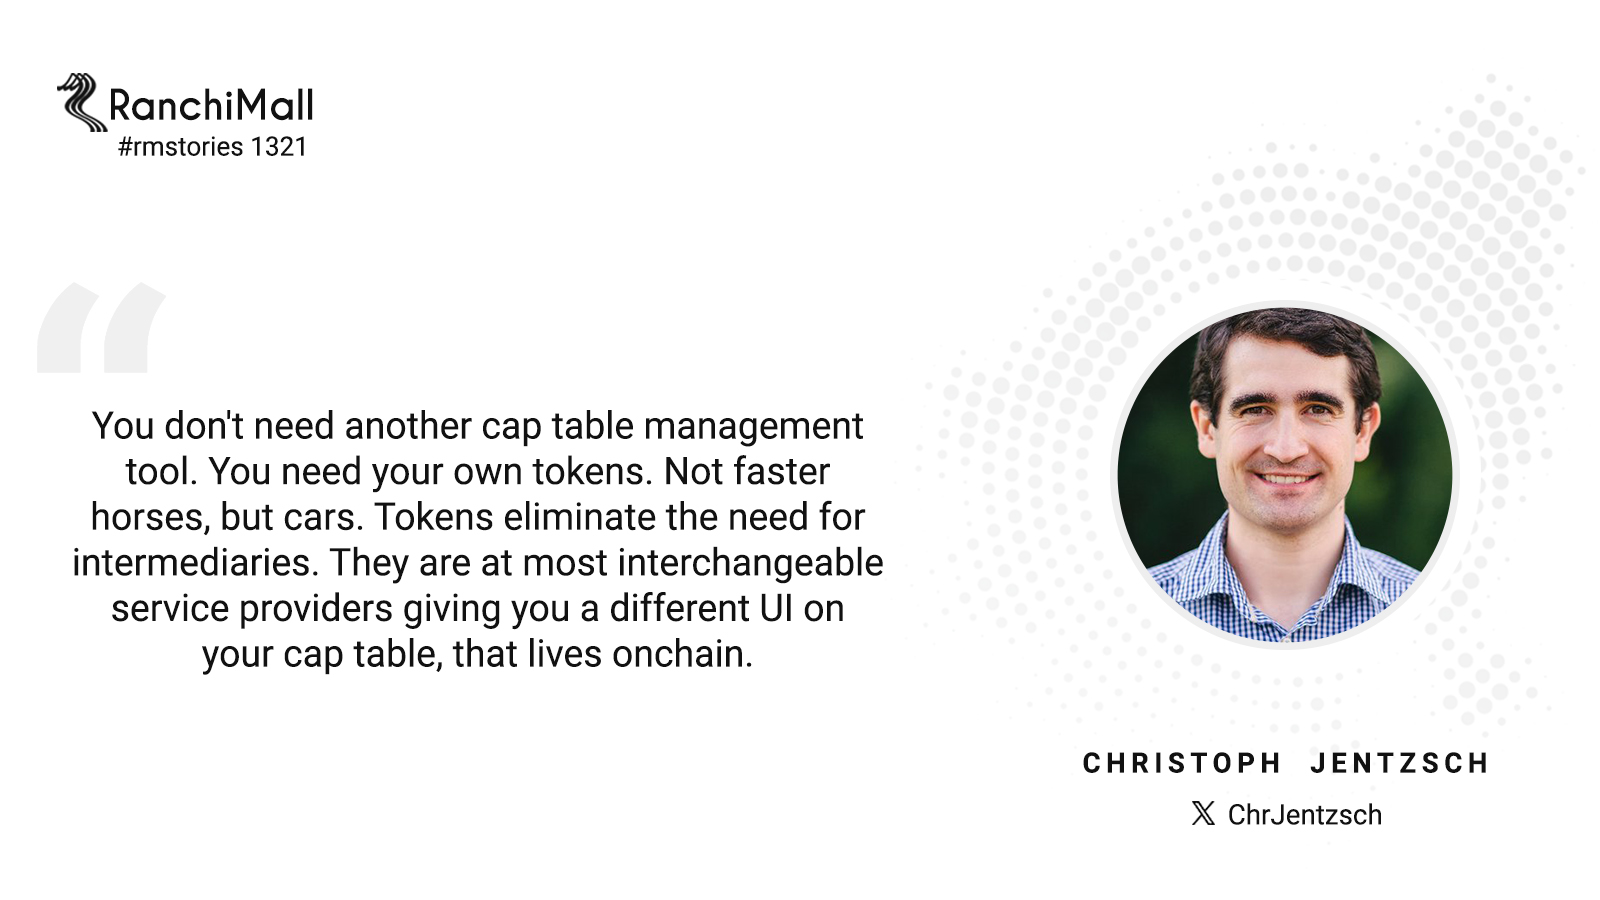 RanchiMall
#rmstories 1321
“
You don't need another cap table management
tool. You need your own tokens. Not faster
horses, but cars. Tokens eliminate the need for
intermediaries. They are at most interchangeable
service providers giving you a different UI on
your cap table, that lives onchain.
CHRISTOPH JENTZSCH
X ChrJentzsch